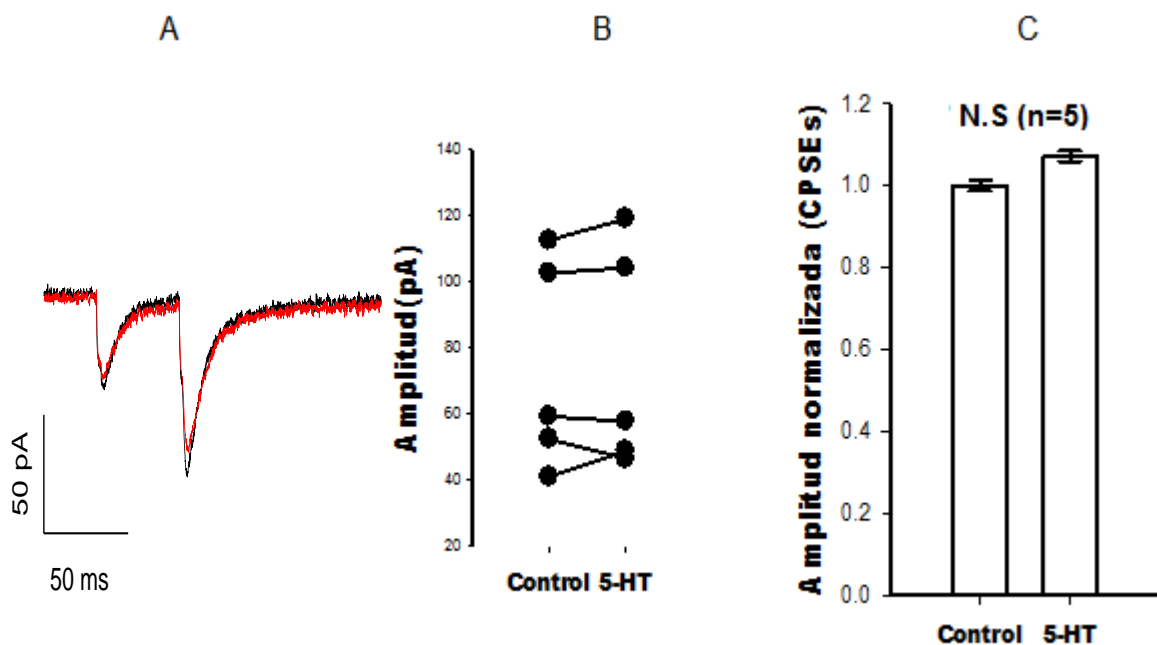 A
B
C
50 pA
50 ms
Amplitud(pA)
140
120
100
80
60
40
20
Control 5-HT
Amplitud normalizada (CPSEs)
N.S (n=5)
1.2
1.0
0.8
0.6
0.4
0.2
0.0
Control 5-HT